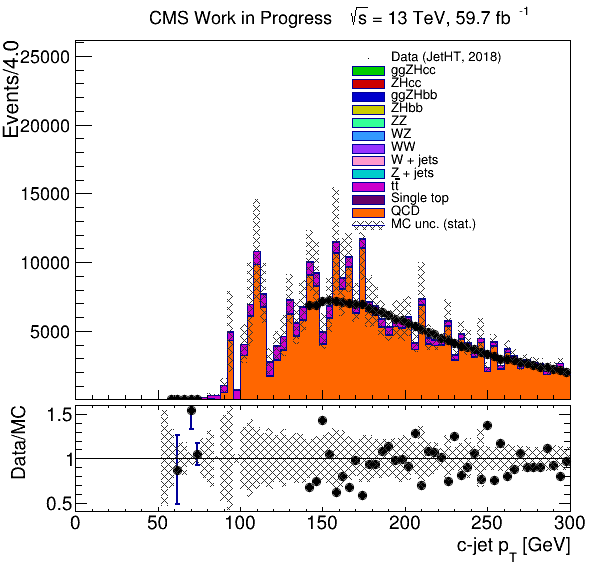 CMS Work in Progress √s = 13 TeV, 59.7 fb -1
Events/4.0
25000
20000
15000
10000
5000
Data (JetHT, 2018)
ggZHcc
ZHcc
ggZHbb
ZHbb
ZZ
WZ
WW
W + jets
Z + jets
tt̄
Single top
QCD
MC unc. (stat.)
Data/MC
1.5
1
0.5
0 50 100 150 200 250 300
c-jet pT [GeV]